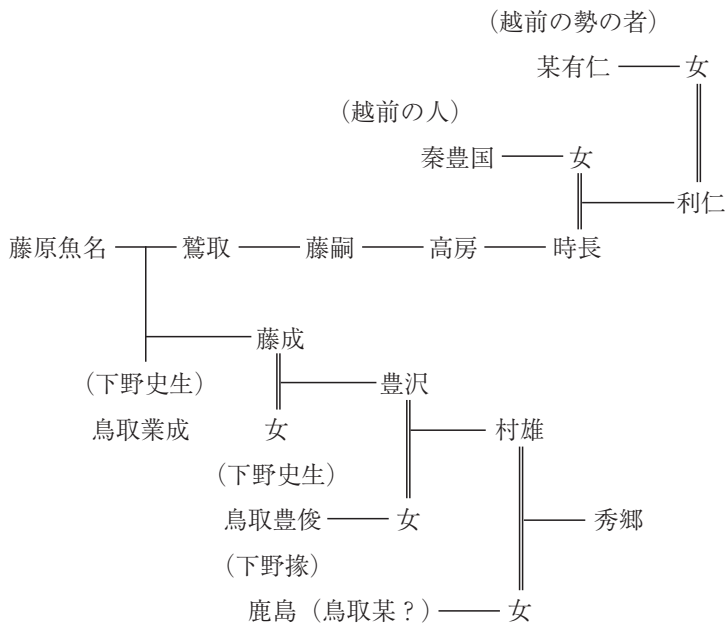 (越前の勢の者)
某有仁 女
(越前の人)
秦豊国 女
利仁
藤原魚名 鷲取 藤嗣 高房 時長
藤成
(下野史生) 豊沢
鳥取業成 女 村雄
(下野史生)
鳥取豊俊 女 秀郷
(下野掾)
鹿島(鳥取某?) 女